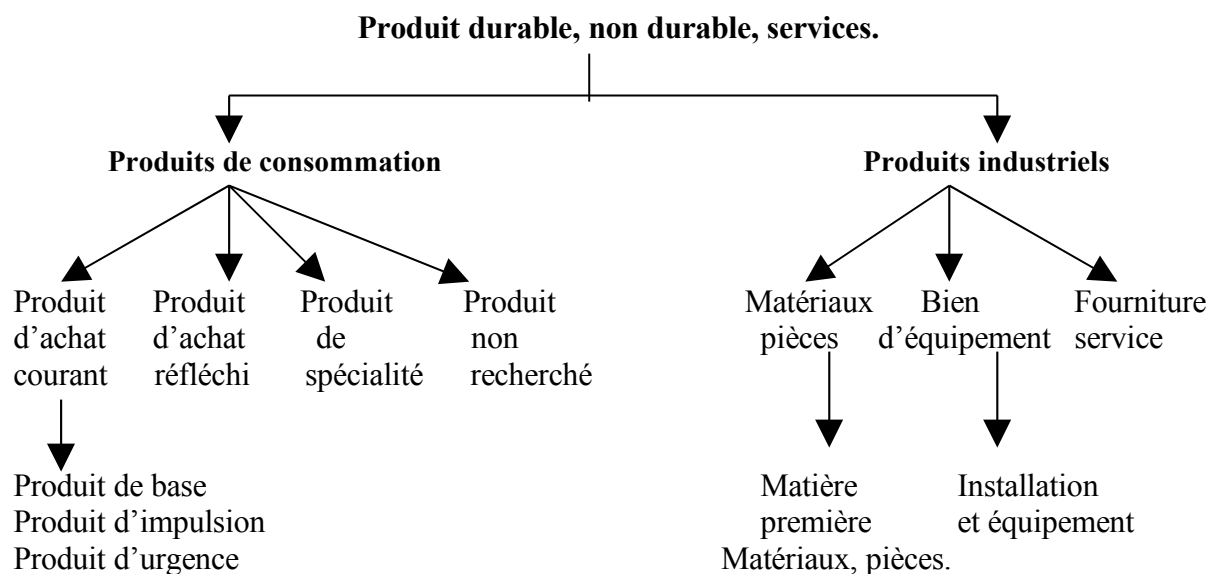 Produit durable, non durable, services.
Produits de consommation
Produits industriels
Produit
d’achat
courant
Produit
d’achat
réfléchi
Produit
de
spécialité
Produit
non
recherché
Matériaux
pièces
Bien
d’équipement
Fourniture
service
Produit de base
Produit d’impulsion
Produit d’urgence
Matière
première
Matériaux, pièces.
Installation
et équipement